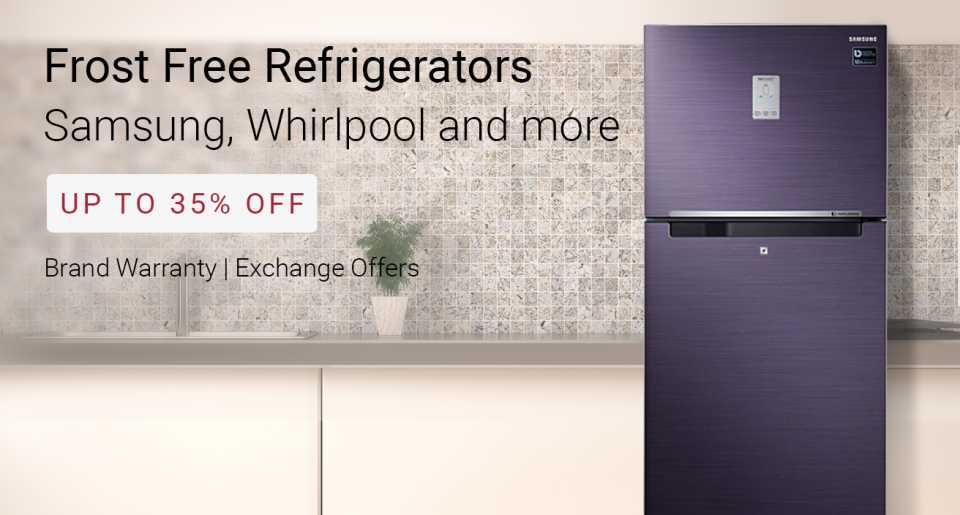 Frost Free Refrigerators
Samsung, Whirlpool and more
UP TO 35% OFF
Brand Warranty | Exchange Offers
SAMSUNG